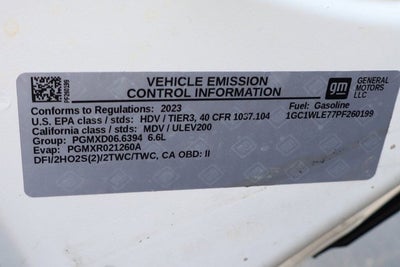 VEHICLE EMISSION
CONTROL INFORMATION
gm
GENERAL
MOTORS
LLC
PF260199
Conforms to Regulations: 2023
Fuel: Gasoline
U.S. EPA class / stds: HDV / TIER3, 40 CFR 1037.104
1GC1WLE77PF260199
California class / stds: MDV / ULEV200
Group: PGMXD06.6394 6.6L
Evap: PGMXR021260A
DFI/2HO2S(2)/2TWC/TWC, CA OBD: II